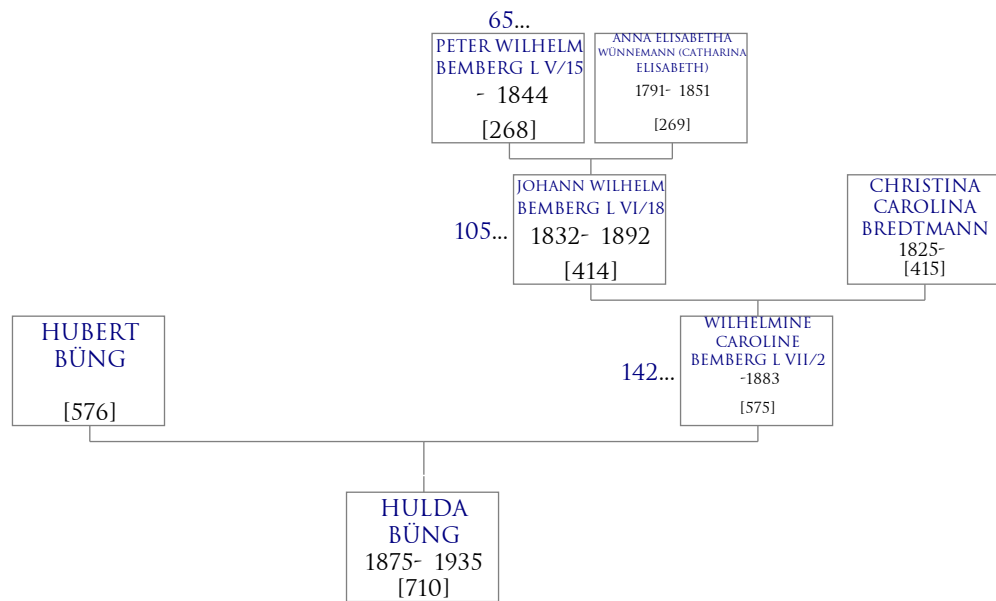 65...
PETER WILHELM
BEMBERG L V/15
- 1844
[268]
ANNA ELISABETHA
WÜNNEMANN (CATHARINA
ELISABETH)
1791- 1851
[269]
105...
JOHANN WILHELM
BEMBERG L VI/18
1832- 1892
[414]
CHRISTINA
CAROLINA
BREDTMANN
1825-
[415]
HUBERT
BÜNG
[576]
142...
WILHELMINE
CAROLINE
BEMBERG L VII/2
-1883
[575]
HULDA
BÜNG
1875- 1935
[710]